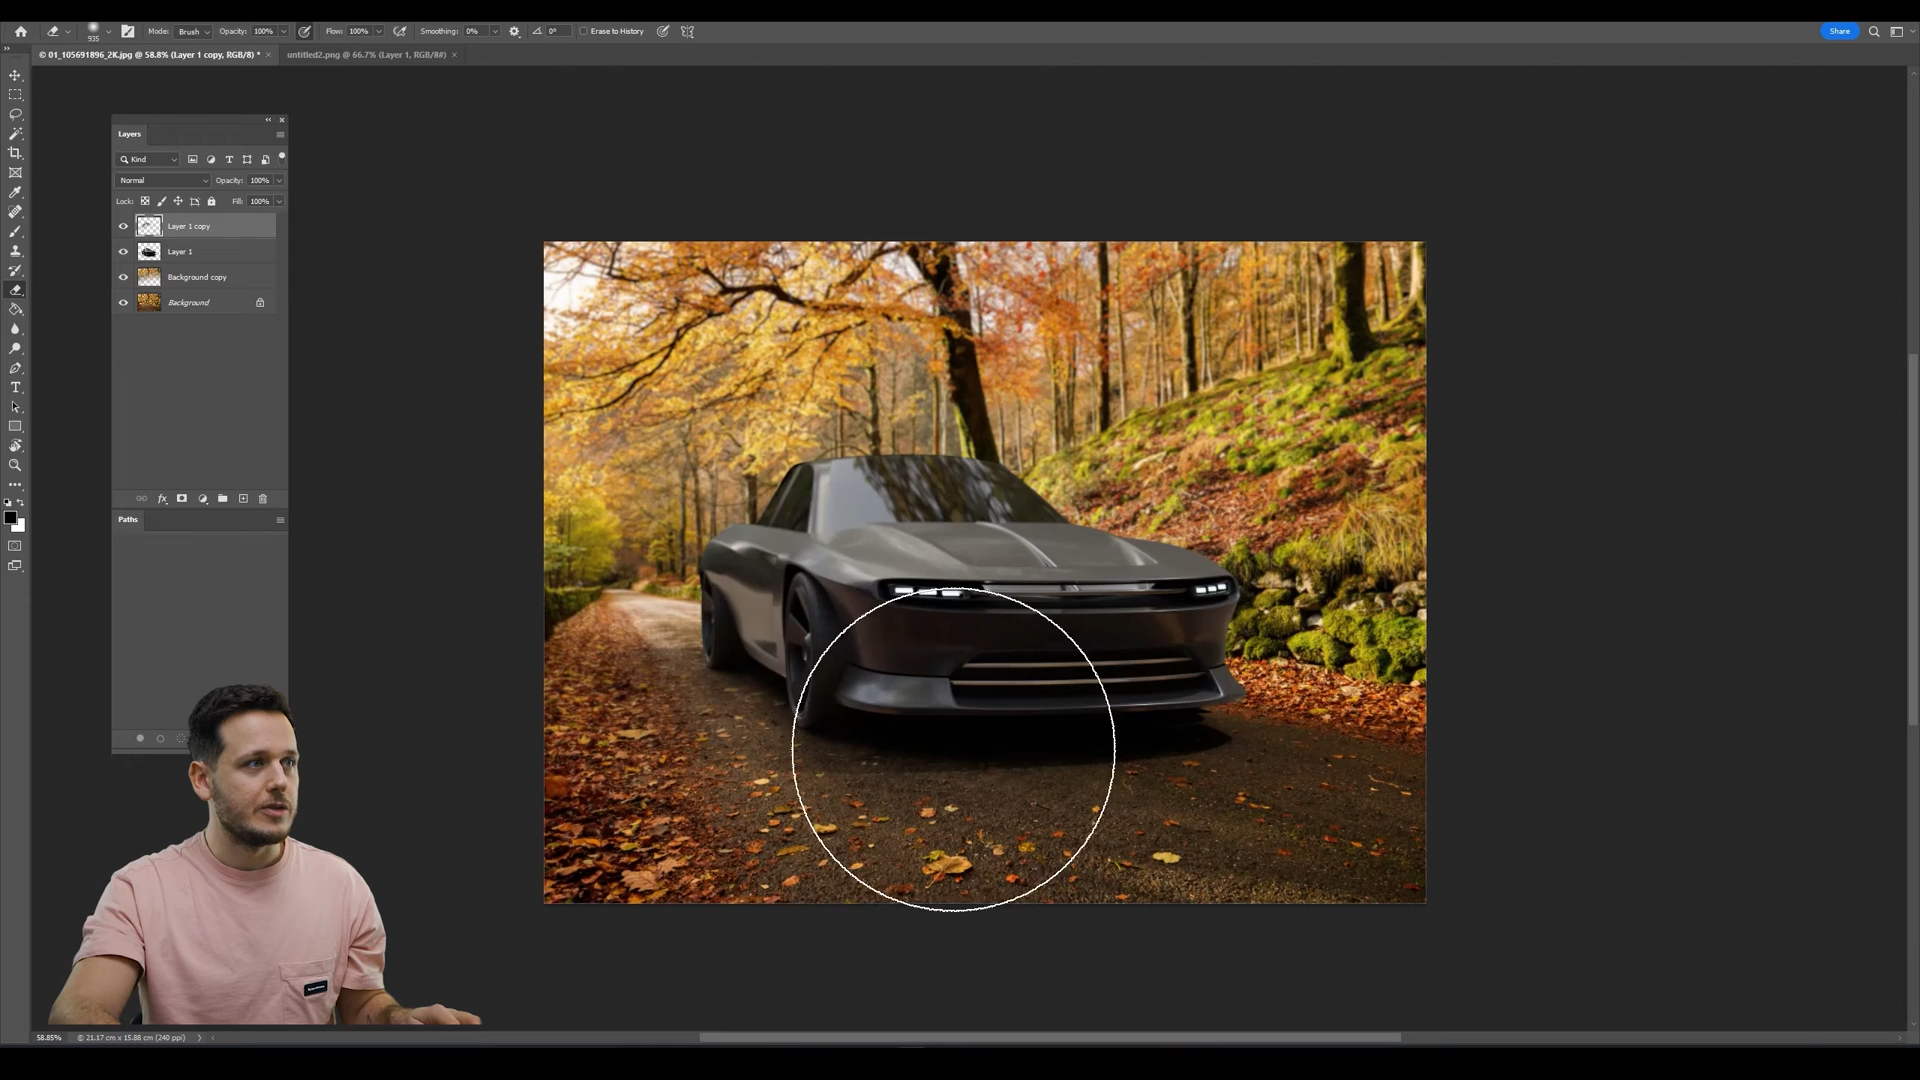 935
Mode: Brush Opacity: 100% Flow: 100% Smoothing: 0% 0° Erase to History Share
© 01_105691896_2K.jpg @ 58.8% (Layer 1 copy, RGB/8) * × untitled2.png @ 66.7% (Layer 1, RGB/8#) ×
Layers
Kind
Normal Opacity: 100%
Lock: Fill: 100%
Layer 1 copy
Layer 1
Background copy
Background
fx
Paths
58.85% © 21.17 cm x 15.88 cm (240 ppi)